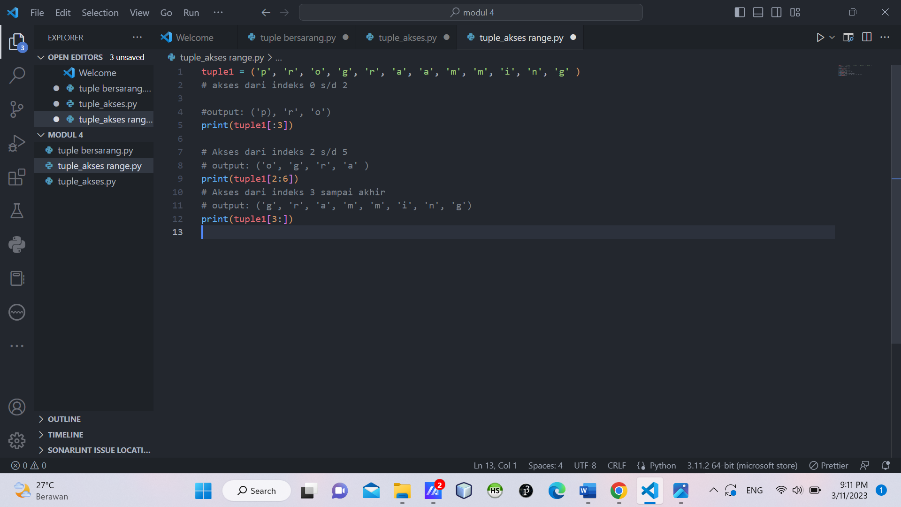 File Edit Selection View Go Run ··· modul 4
EXPLORER ···
Welcome tuple bersarang.py tuple_akses.py tuple_akses range.py
OPEN EDITORS 3 unsaved
Welcome
tuple bersarang....
tuple_akses.py
tuple_akses rang...
MODUL 4
tuple bersarang.py
tuple_akses range.py
tuple_akses.py
OUTLINE
TIMELINE
SONARLINT ISSUE LOCATI...
3
tuple_akses range.py > ...
1 tuple1 = ('p', 'r', 'o', 'g', 'r', 'a', 'a', 'm', 'm', 'i', 'n', 'g' )
2 # akses dari indeks 0 s/d 2
3
4 #output: ('p), 'r', 'o')
5 print(tuple1[:3])
6
7 # Akses dari indeks 2 s/d 5
8 # output: ('o', 'g', 'r', 'a' )
9 print(tuple1[2:6])
10 # Akses dari indeks 3 sampai akhir
11 # output: ('g', 'r', 'a', 'm', 'm', 'i', 'n', 'g')
12 print(tuple1[3:])
13
0 0 Ln 13, Col 1 Spaces: 4 UTF 8 CRLF Python 3.11.2 64-bit (microsoft store) Prettier
27°C
Berawan
Search
2
H5
ENG
9:11 PM
3/11/2023
1